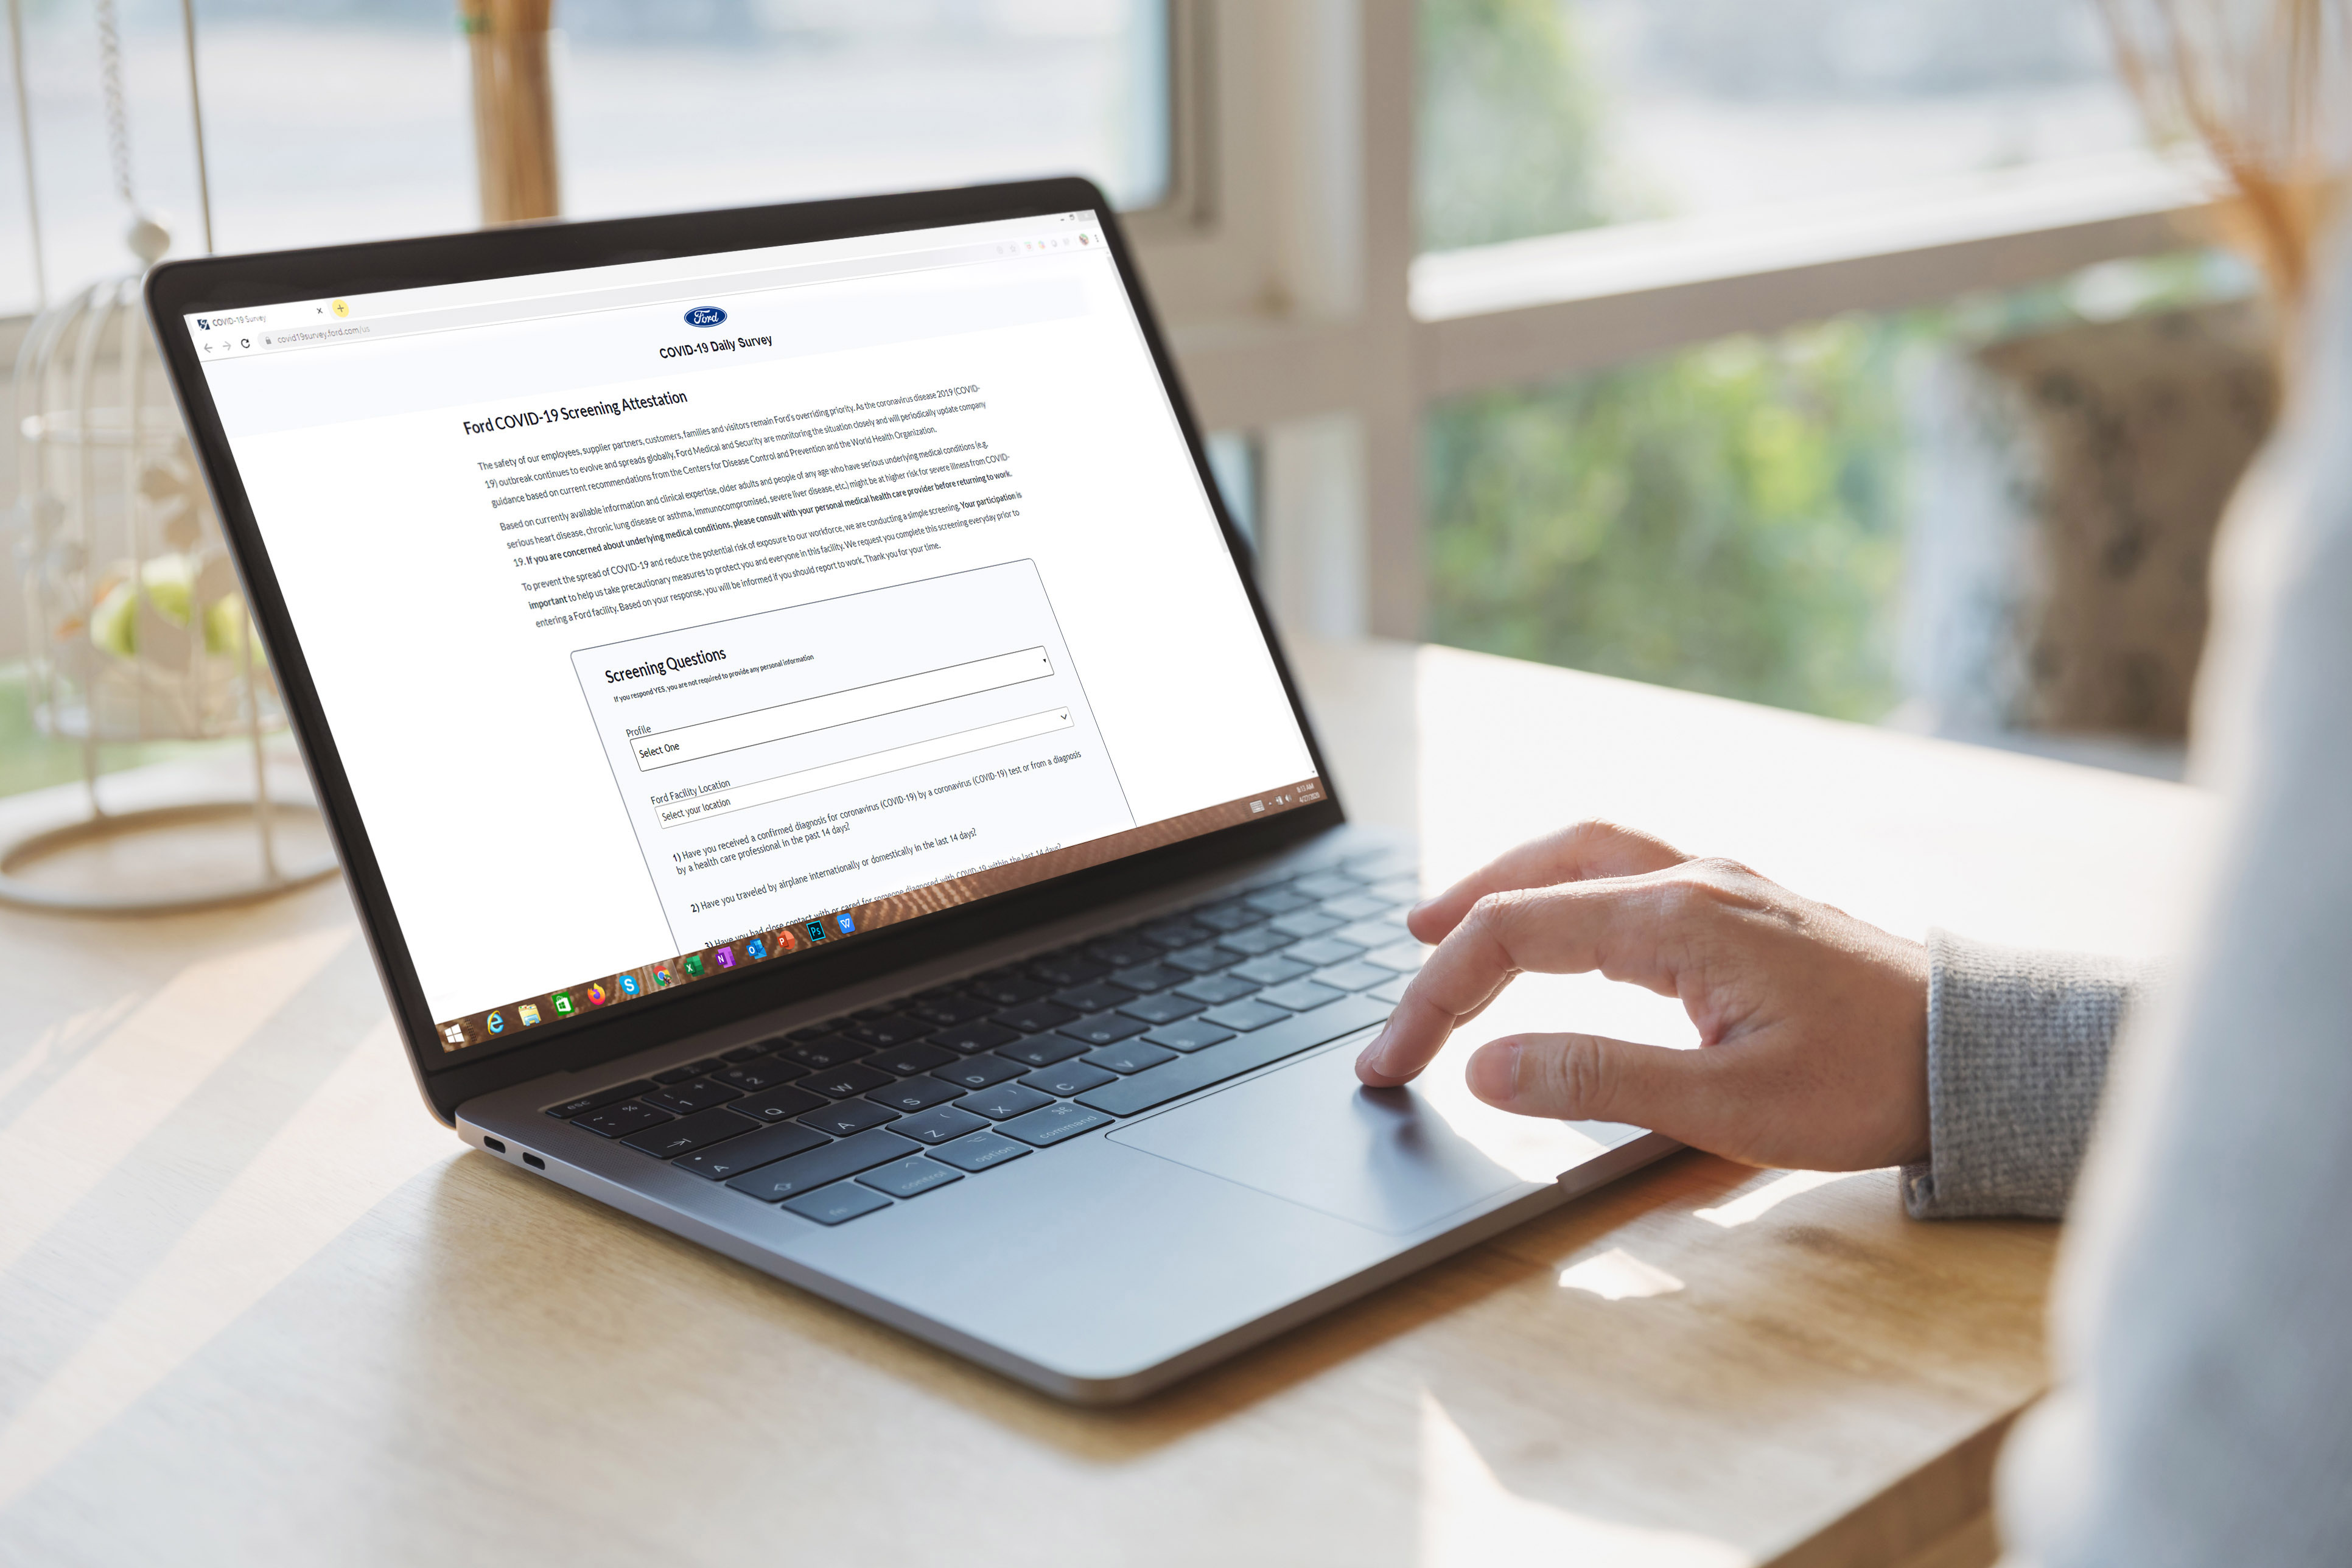 COVID-19 Survey
covid19survey.ford.com/us
Ford
COVID-19 Daily Survey
Ford COVID-19 Screening Attestation
The safety of our employees, supplier partners, customers, families and visitors remain Ford's overriding priority. As the coronavirus disease 2019 (COVID-
19) outbreak continues to evolve and spreads globally, Ford Medical and Security are monitoring the situation closely and will periodically update company
guidance based on current recommendations from the Centers for Disease Control and Prevention and the World Health Organization.
Based on currently available information and clinical expertise, older adults and people of any age who have serious underlying medical conditions (e.g.
serious heart disease, chronic lung disease or asthma, immunocompromised, severe liver disease, etc.) might be at higher risk for severe illness from COVID-
19. If you are concerned about underlying medical conditions, please consult with your personal medical health care provider before returning to work.
To prevent the spread of COVID-19 and reduce the potential risk of exposure to our workforce, we are conducting a simple screening. Your participation is
important to help us take precautionary measures to protect you and everyone in this facility. We request you complete this screening everyday prior to
entering a Ford facility. Based on your response, you will be informed if you should report to work. Thank you for your time.
Screening Questions
If you respond YES, you are not required to provide any personal information
Profile
Select One
Ford Facility Location
Select your location
1) Have you received a confirmed diagnosis for coronavirus (COVID-19) by a coronavirus (COVID-19) test or from a diagnosis
by a health care professional in the past 14 days?
2) Have you traveled by airplane internationally or domestically in the last 14 days?
3) Have you had close contact with or cared for someone diagnosed with COVID-19 within the last 14 days?
Ps
esc
1 2 3
Q W E R
A S D F
Z X C V B
control option command